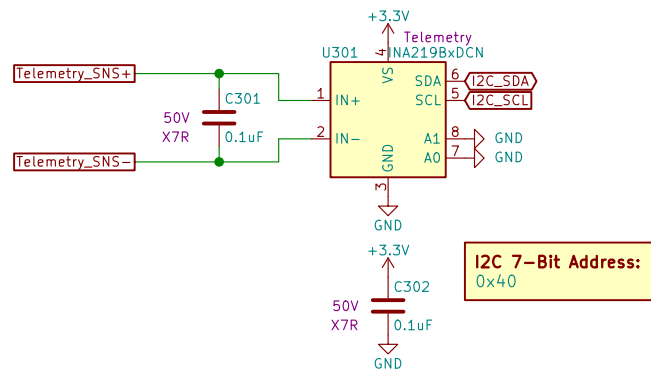 +3.3V
Telemetry
U301
INA219BxDCN
4
VS
Telemetry_SNS+
1
IN+
SDA
6
I2C_SDA
SCL
5
I2C_SCL
C301
50V
X7R
0.1uF
2
IN-
A1
8
GND
A0
7
GND
Telemetry_SNS-
GND
3
GND
+3.3V
I2C 7-Bit Address:
0x40
C302
50V
X7R
0.1uF
GND